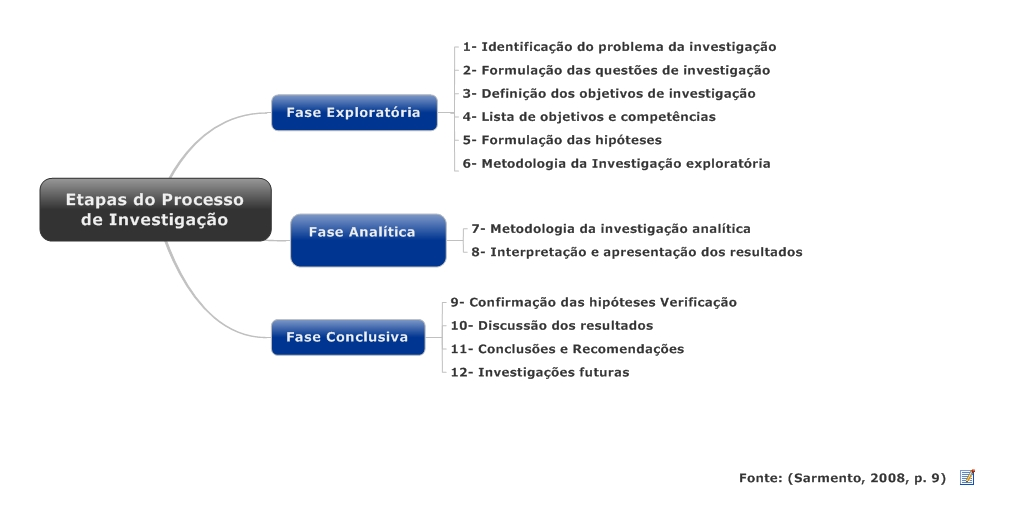 Etapas do Processo
de Investigação
Fase Exploratória
1- Identificação do problema da investigação
2- Formulação das questões de investigação
3- Definição dos objetivos de investigação
4- Lista de objetivos e competências
5- Formulação das hipóteses
6- Metodologia da Investigação exploratória
Fase Analítica
7- Metodologia da investigação analítica
8- Interpretação e apresentação dos resultados
Fase Conclusiva
9- Confirmação das hipóteses Verificação
10- Discussão dos resultados
11- Conclusões e Recomendações
12- Investigações futuras
Fonte: (Sarmento, 2008, p. 9)